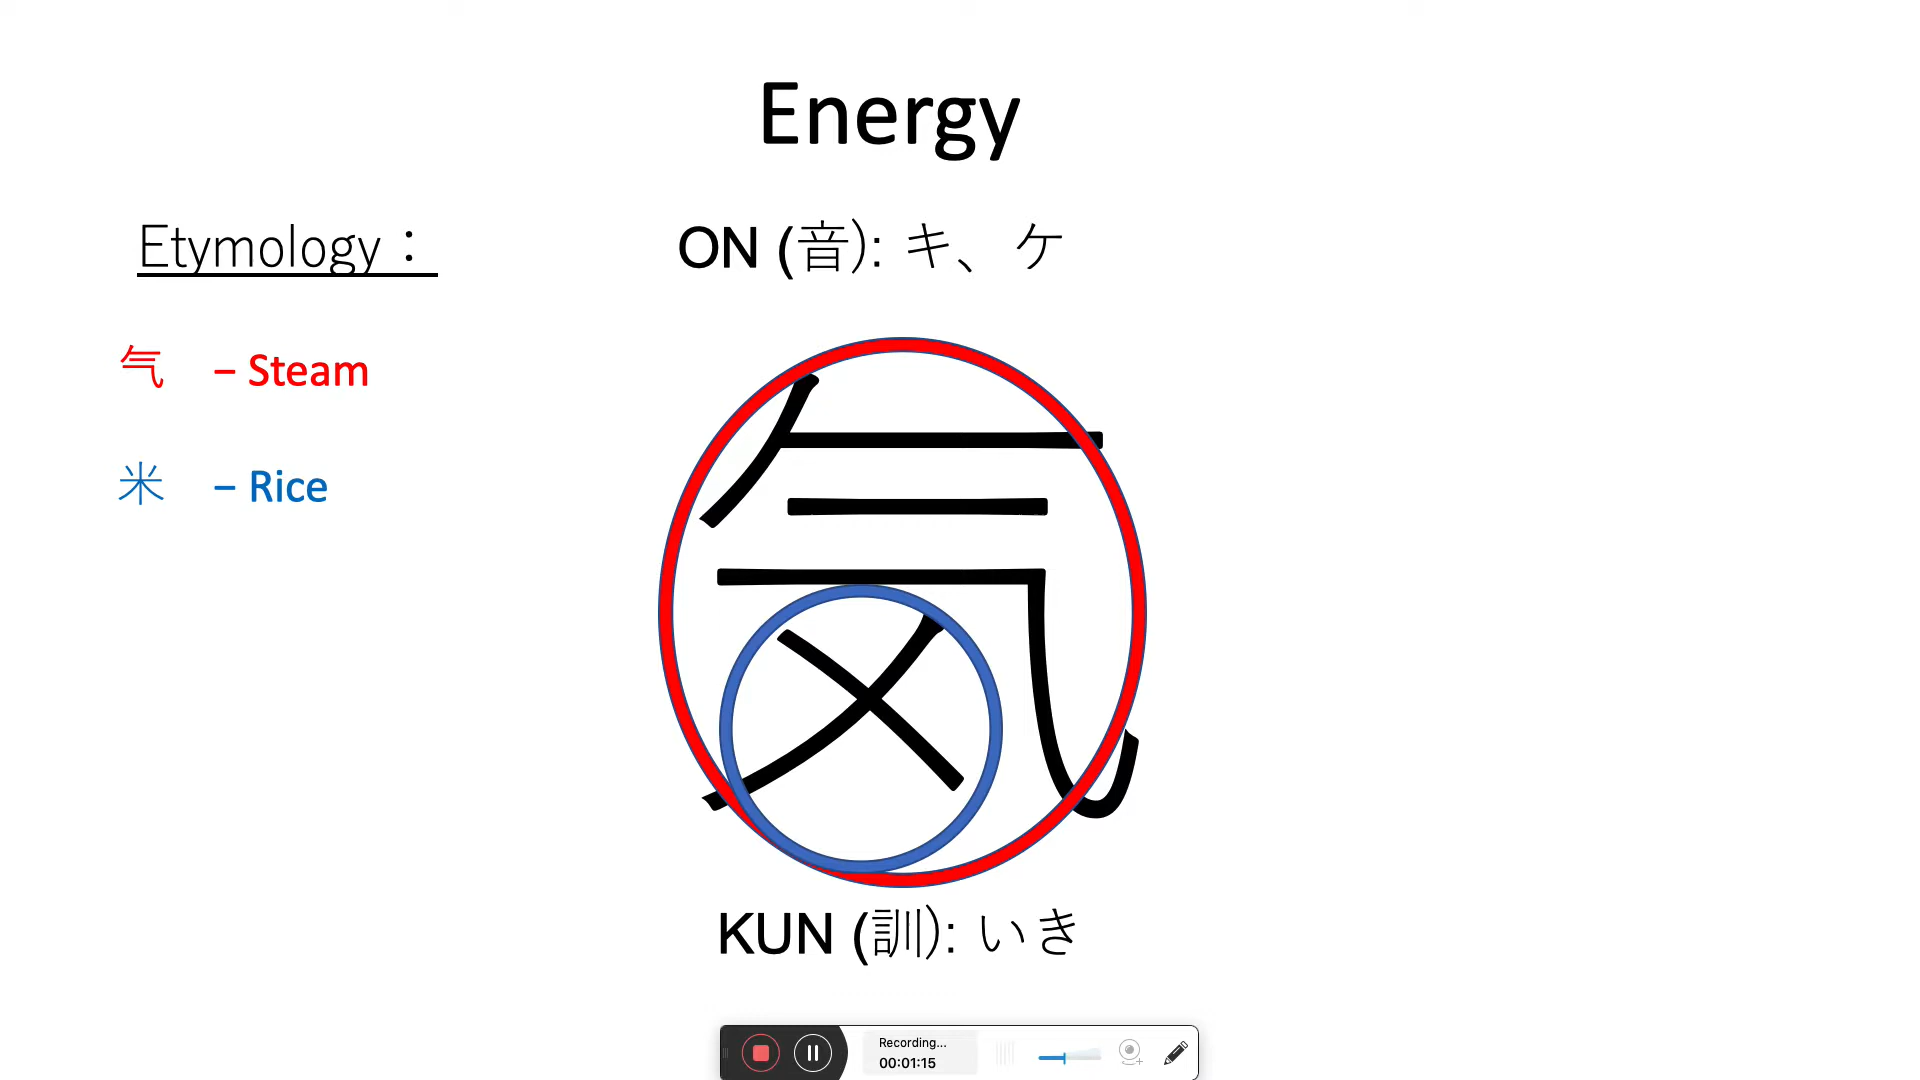 Energy
Etymology：
ON (音): キ、ケ
气 – Steam
米 – Rice
気
KUN (訓): いき
Recording...
00:01:15